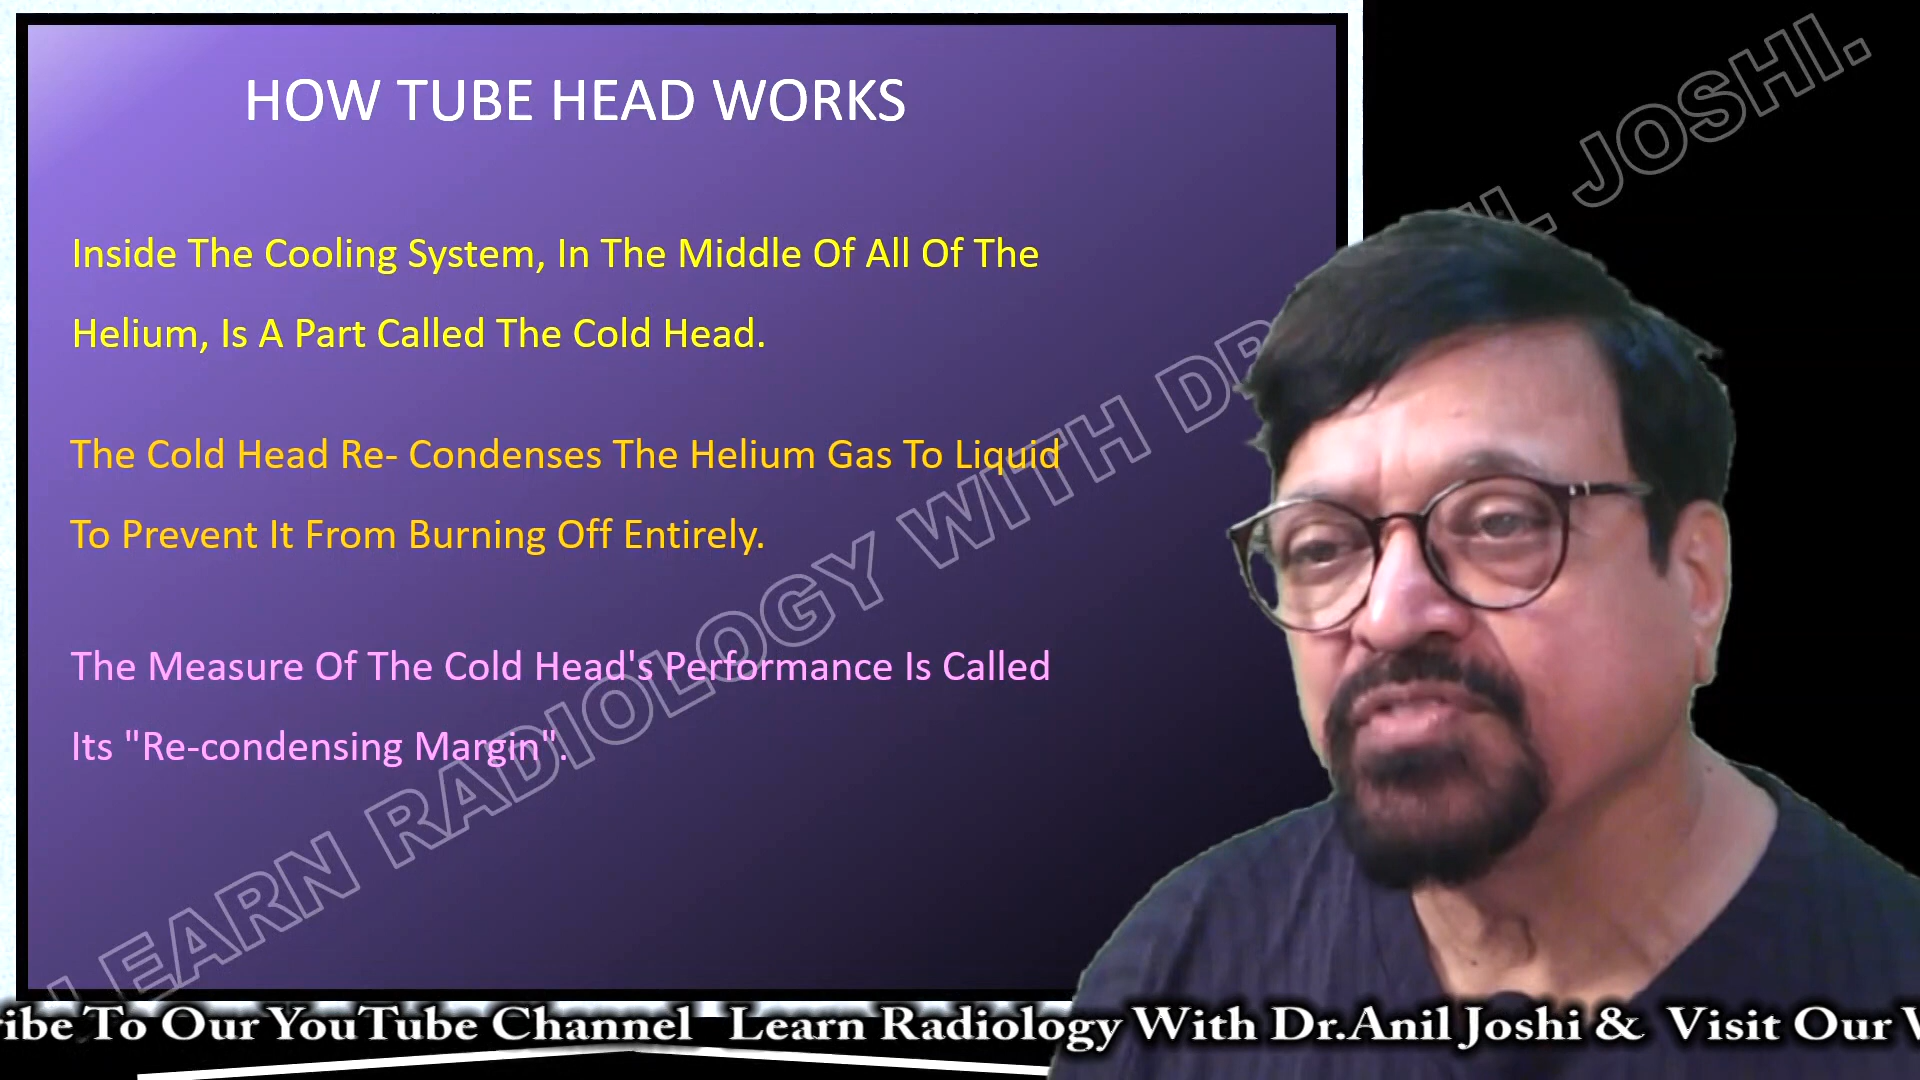 HOW TUBE HEAD WORKS
Inside The Cooling System, In The Middle Of All Of The
Helium, Is A Part Called The Cold Head.
The Cold Head Re- Condenses The Helium Gas To Liquid
To Prevent It From Burning Off Entirely.
The Measure Of The Cold Head's Performance Is Called
Its "Re-condensing Margin".
LEARN RADIOLOGY WITH DR. JOSHI.
ribe To Our YouTube Channel Learn Radiology With Dr.Anil Joshi & Visit Our